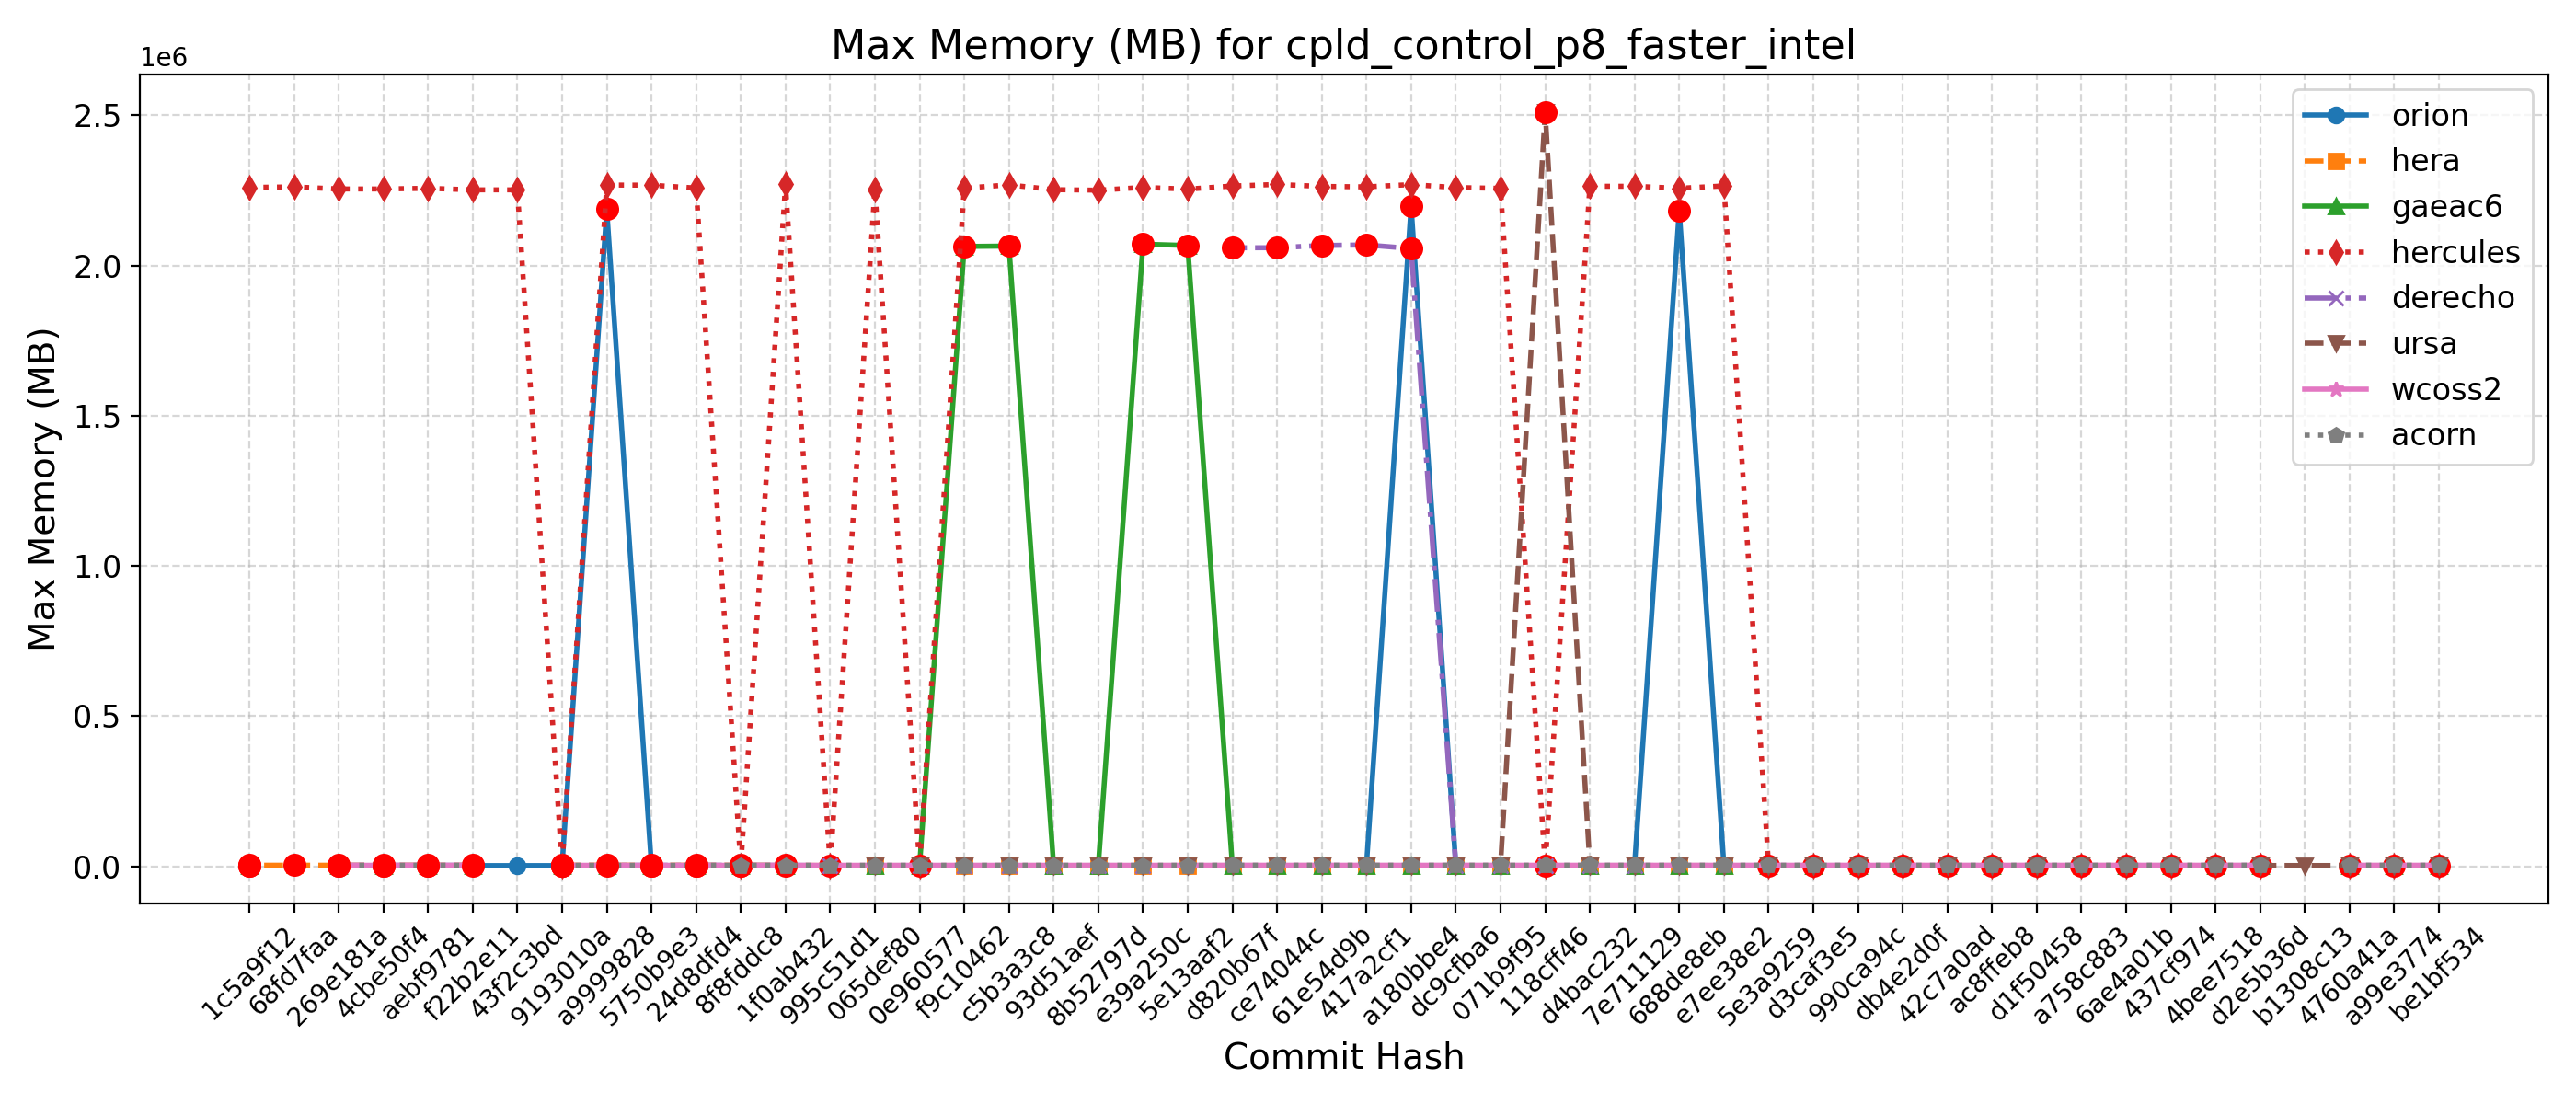 Max Memory (MB) for cpld_control_p8_faster_intel
1e6
2.5
2.0
1.5
1.0
0.5
0.0
Max Memory (MB)
orion
hera
gaeac6
hercules
derecho
ursa
wcoss2
acorn
1c5a9f12
68fd7faa
269e181a
4cbe50f4
aebf9781
f22b2e11
43f2c3bd
9193010a
a9999828
5750b9e3
24d8dfd4
8f8fddc8
1f0ab432
995c51d1
065def80
0e960577
f9c10462
c5b3a3c8
93d51aef
8b52797d
e39a250c
5e13aaf2
d820b67f
ce74044c
61e54d9b
417a2cf1
a180bbe4
dc9cfba6
071b9f95
118cff46
d4bac232
7e711129
688de8eb
e7ee38e2
5e3a9259
d3caf3e5
990ca94c
db4e2d0f
42c7a0ad
ac8ffeb8
d1f50458
a758c883
6ae4a01b
437cf974
4bee7518
d2e5b36d
b1308c13
4760a41a
a99e3774
be1bf534
Commit Hash